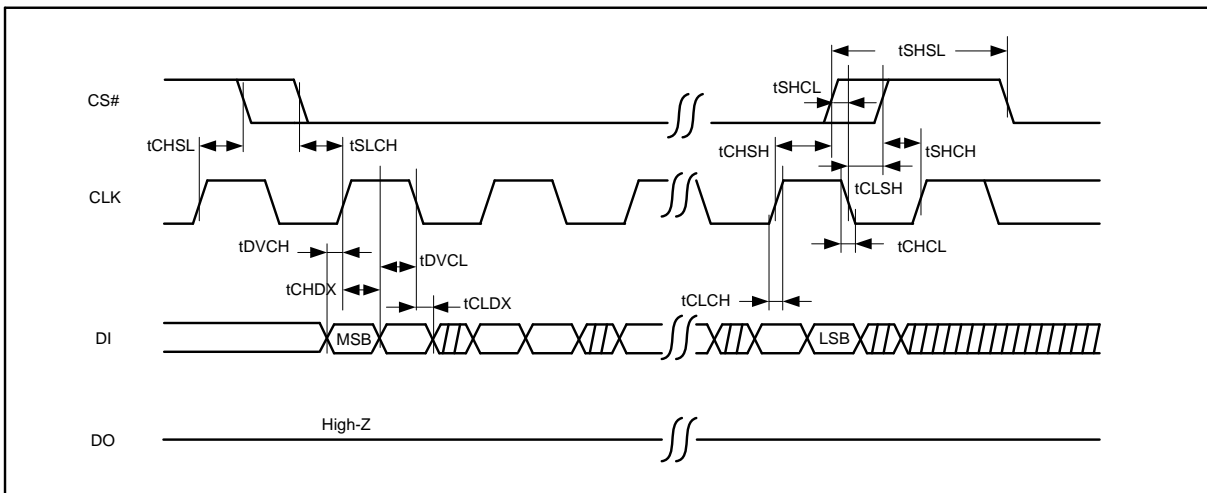 tSHSL
CS#
tSHCL
tCHSL
tSLCH
tCHSH
tSHCH
tCLSH
CLK
tDVCH
tDVCL
tCHCL
tCHDX
tCLDX
tCLCH
DI
MSB
LSB
High-Z
DO